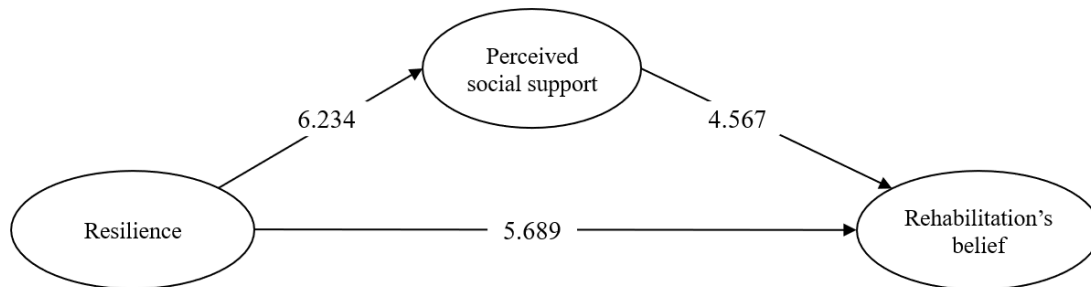 Perceived
social support
6.234
4.567
Resilience
5.689
Rehabilitation’s
belief